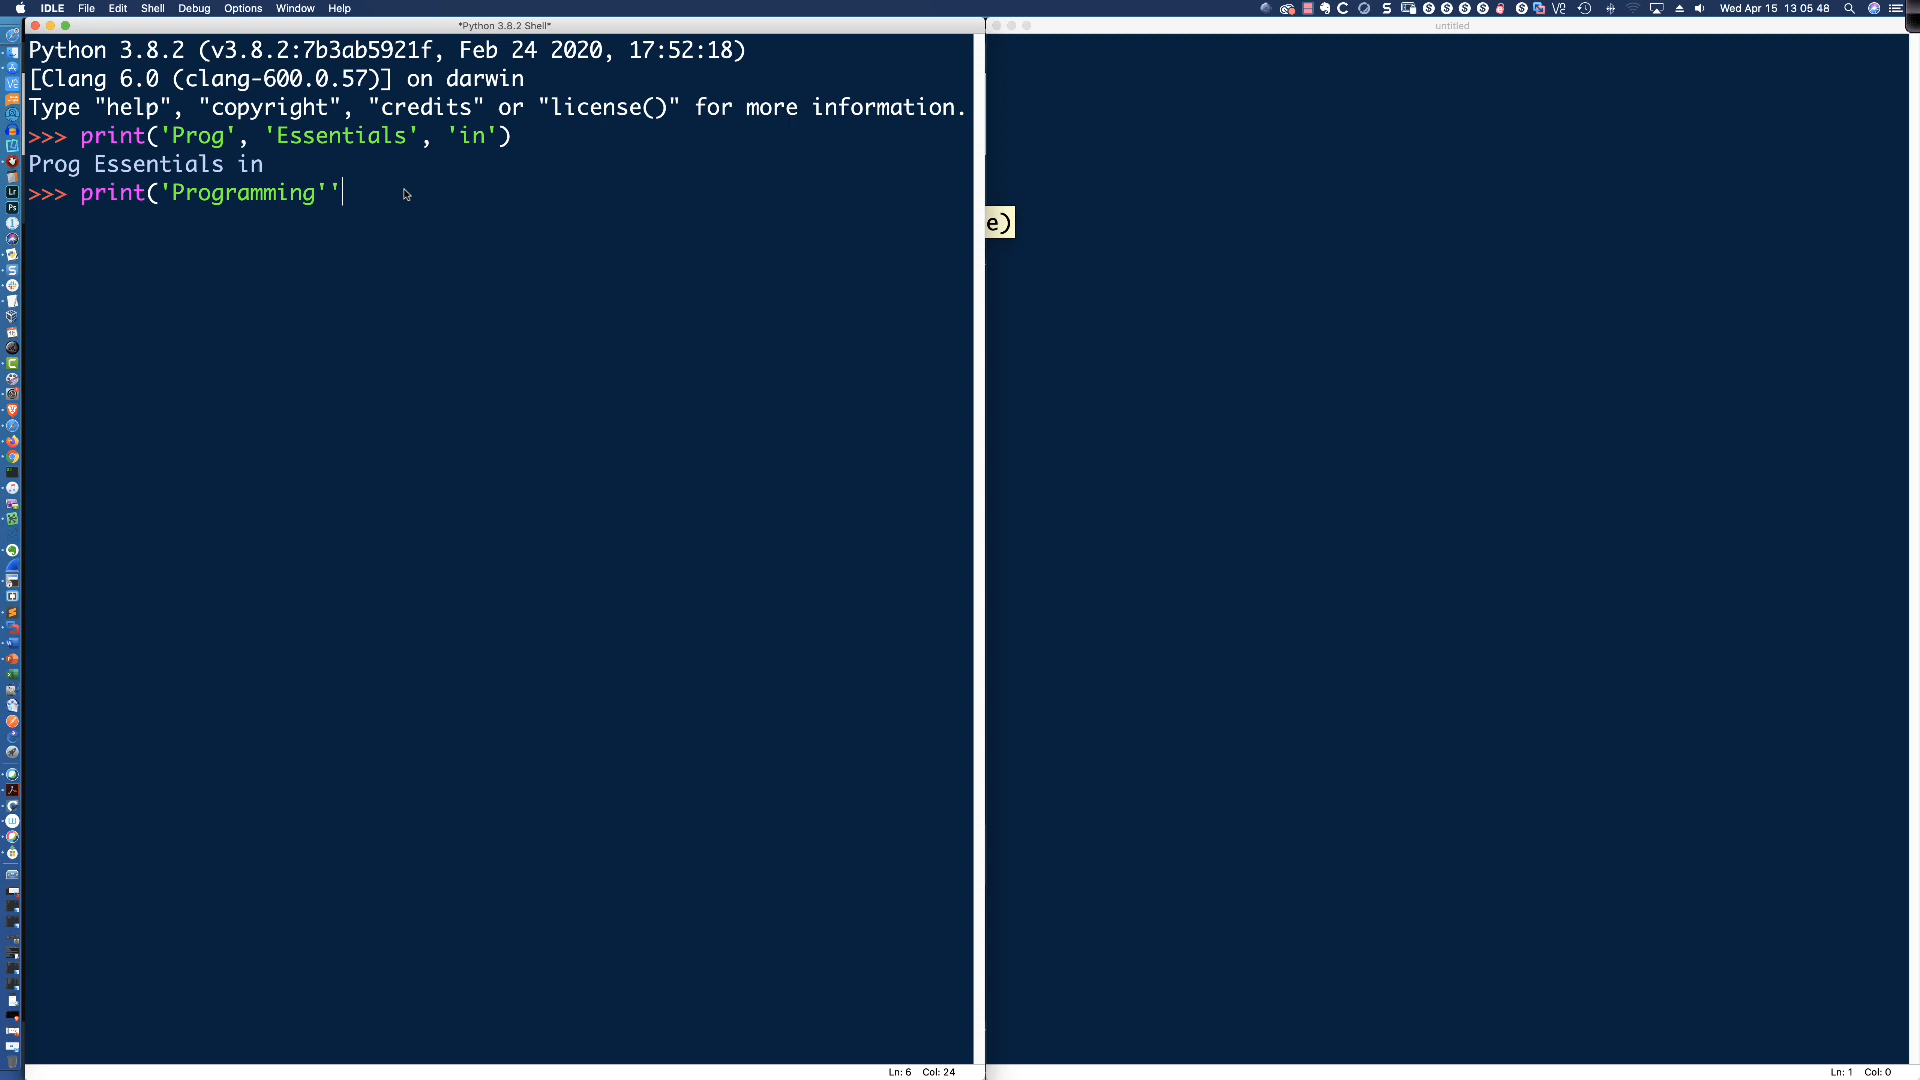 IDLE File Edit Shell Debug Options Window Help
Wed Apr 15 13 05 48
*Python 3.8.2 Shell*
untitled
Python 3.8.2 (v3.8.2:7b3ab5921f, Feb 24 2020, 17:52:18)
[Clang 6.0 (clang-600.0.57)] on darwin
Type "help", "copyright", "credits" or "license()" for more information.
>>> print('Prog', 'Essentials', 'in')
Prog Essentials in
>>> print('Programming''
e)
Ln: 6 Col: 24
Ln: 1 Col: 0